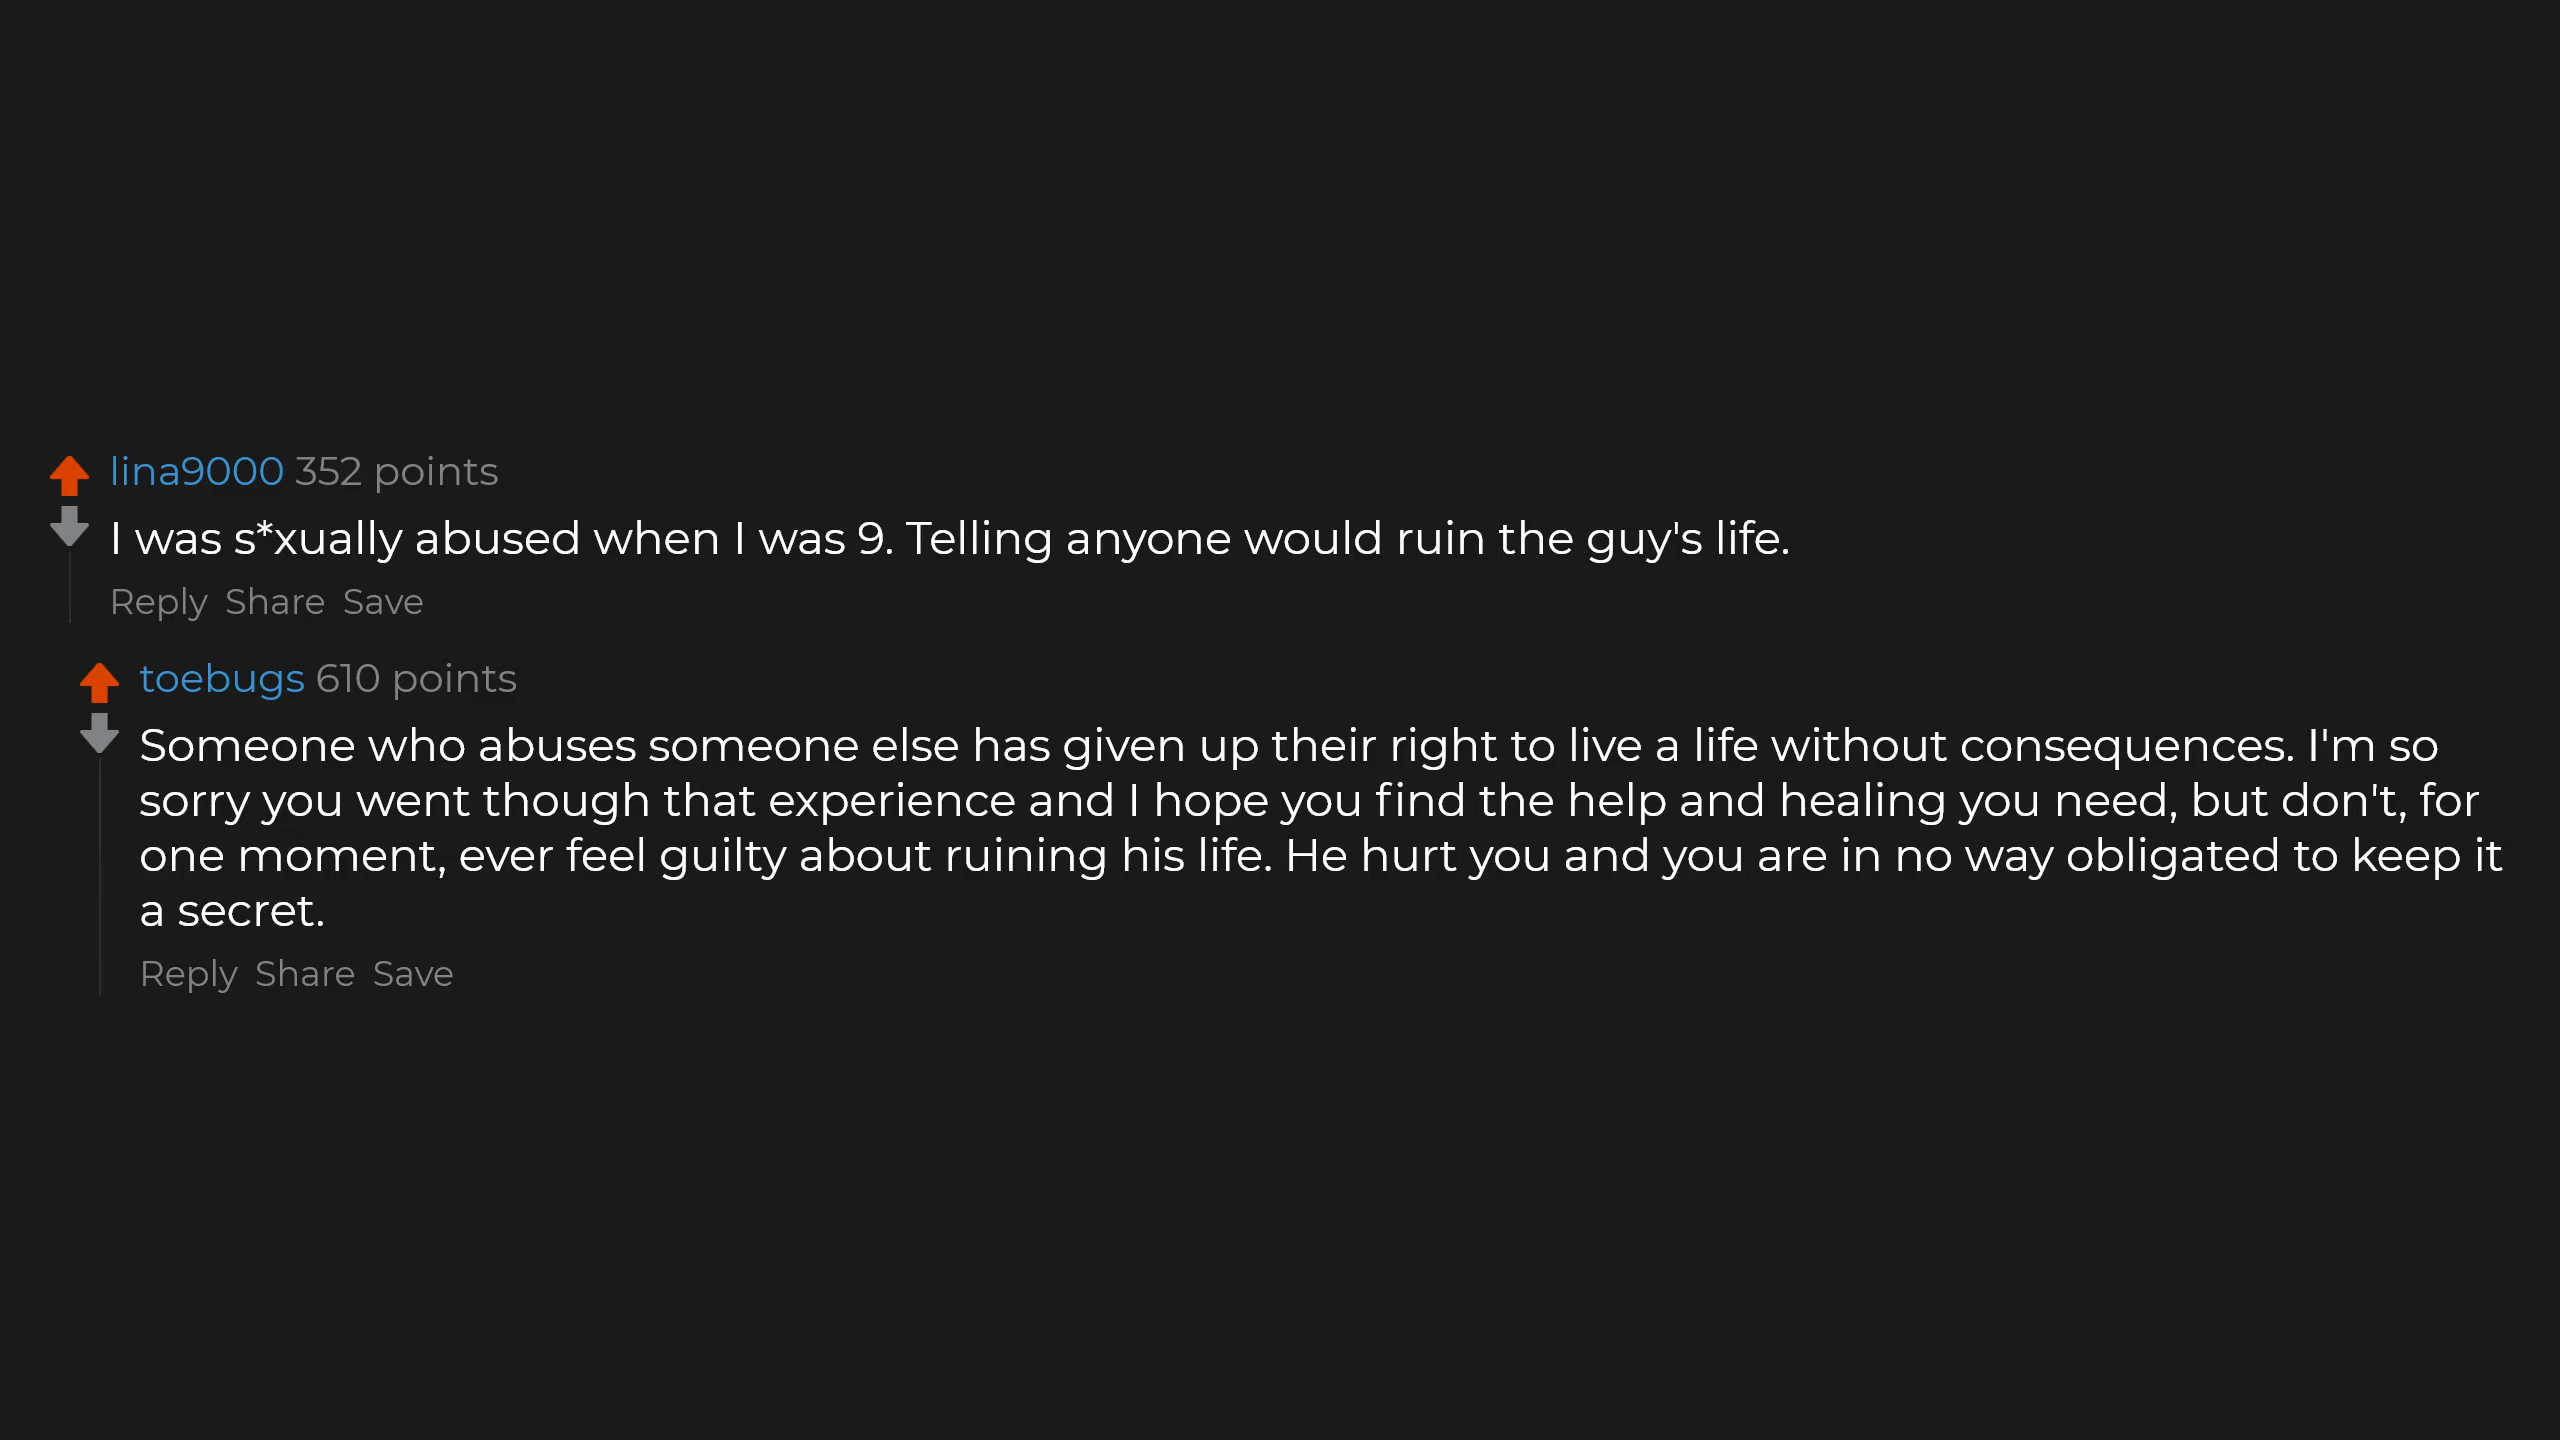 lina9000 352 points
I was s*xually abused when I was 9. Telling anyone would ruin the guy's life.
Reply Share Save
toebugs 610 points
Someone who abuses someone else has given up their right to live a life without consequences. I'm so
sorry you went though that experience and I hope you find the help and healing you need, but don't, for
one moment, ever feel guilty about ruining his life. He hurt you and you are in no way obligated to keep it
a secret.
Reply Share Save